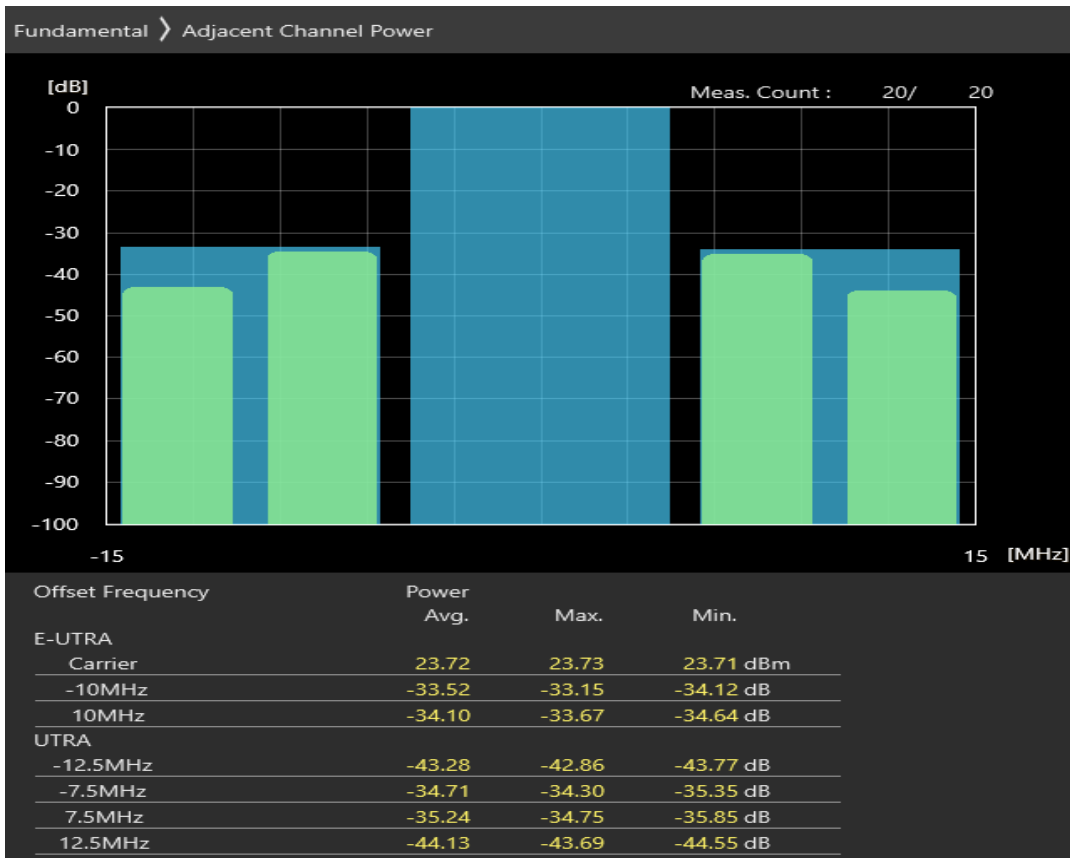 Fundamental 〉 Adjacent Channel Power
[dB]
Meas. Count : 20/ 20
0
-10
-20
-30
-40
-50
-60
-70
-80
-90
-100
-15 15 [MHz]
Offset Frequency Power
Avg. Max. Min.
E-UTRA
Carrier 23.72 23.73 23.71 dBm
-10MHz -33.52 -33.15 -34.12 dB
10MHz -34.10 -33.67 -34.64 dB
UTRA
-12.5MHz -43.28 -42.86 -43.77 dB
-7.5MHz -34.71 -34.30 -35.35 dB
7.5MHz -35.24 -34.75 -35.85 dB
12.5MHz -44.13 -43.69 -44.55 dB